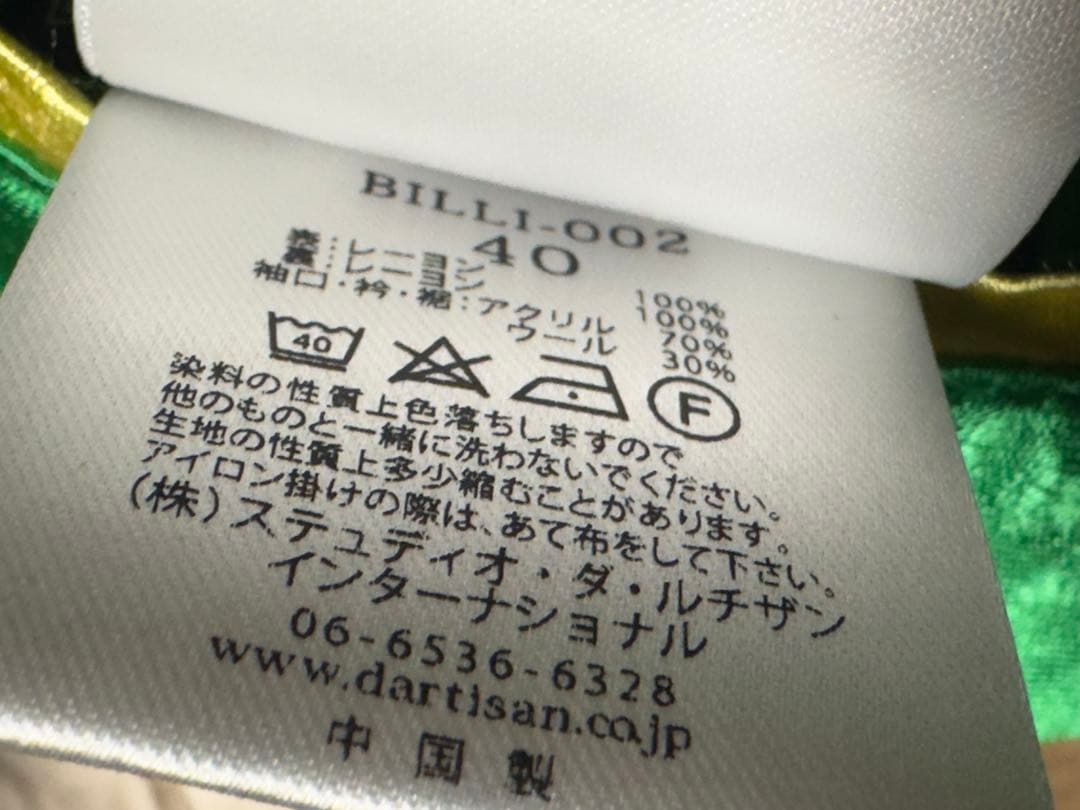 BILLI-002
40
表:レーヨン 100%
裏:レーヨン 100%
袖口・衿・裾:アクリル 70%
ウール 30%
40
F
染料の性質上色落ちしますので
他のものと一緒に洗わないでください。
生地の性質上多少縮むことがあります。
アイロン掛けの際は、あて布をして下さい。
(株)ステュディオ・ダ・ルチザン
インターナショナル
06-6536-6328
www.dartisan.co.jp
中国製